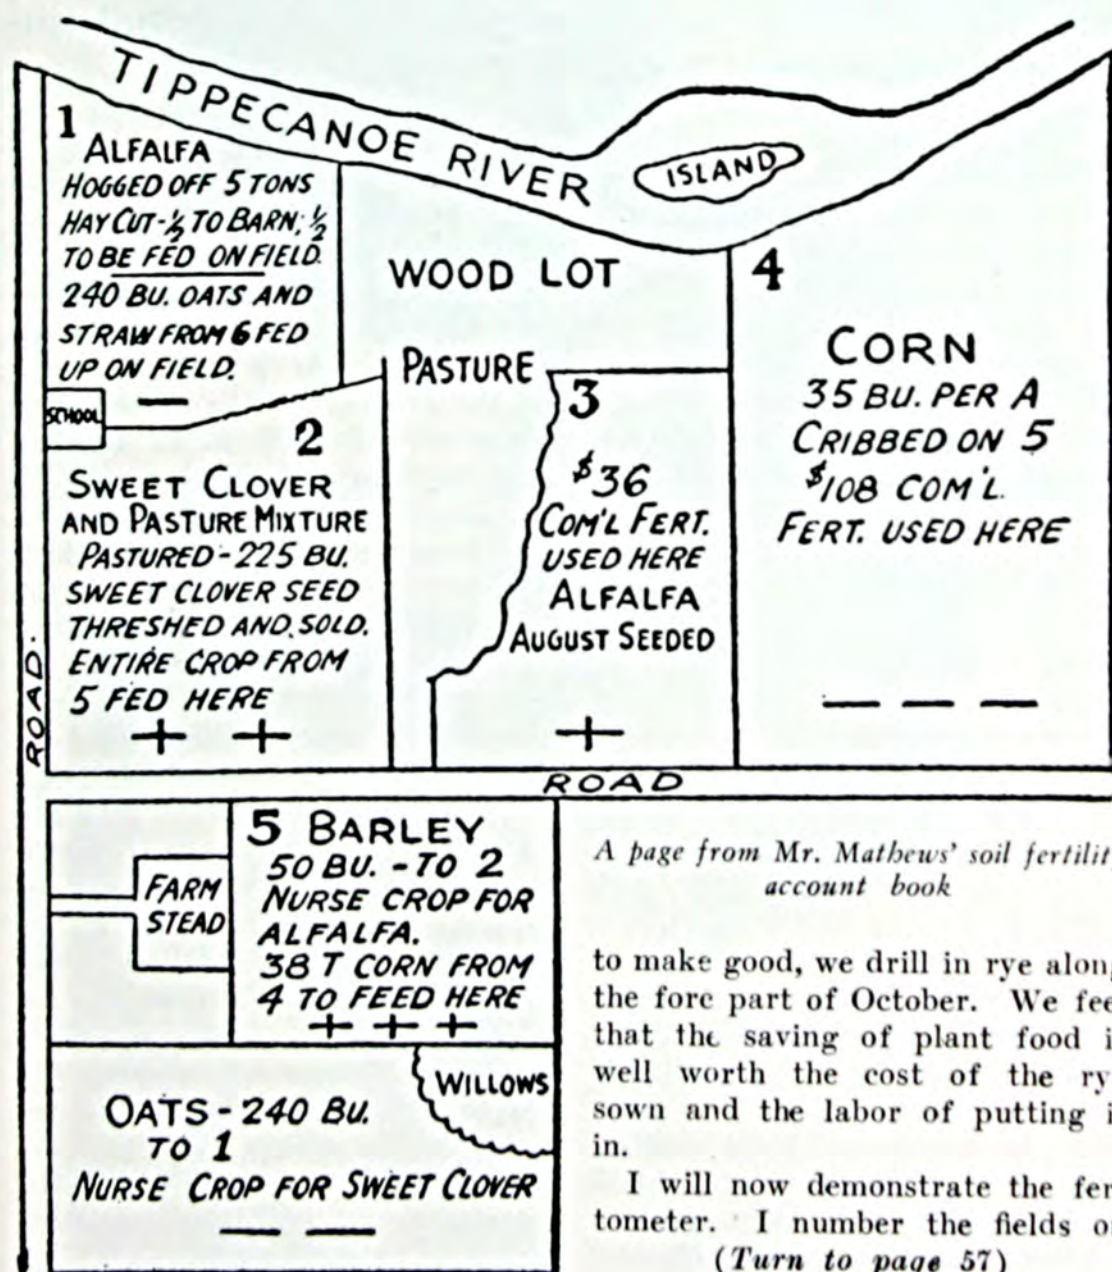 TIPPECANOE RIVER
ISLAND
1
ALFALFA
HOGGED OFF 5 TONS
HAY CUT-½ TO BARN; ½
TO BE FED ON FIELD.
240 BU. OATS AND
STRAW FROM 6 FED
UP ON FIELD.
—
SCHOOL
WOOD LOT
PASTURE
2
SWEET CLOVER
AND PASTURE MIXTURE
PASTURED-225 BU.
SWEET CLOVER SEED
THRESHED AND SOLD.
ENTIRE CROP FROM
5 FED HERE
+ +
3
$36
COM'L FERT.
USED HERE
ALFALFA
AUGUST SEEDED
+
4
CORN
35 BU. PER A
CRIBBED ON 5
$108 COM'L.
FERT. USED HERE
— — —
ROAD.
ROAD
FARM
STEAD
5 BARLEY
50 BU. - TO 2
NURSE CROP FOR
ALFALFA.
38 T CORN FROM
4 TO FEED HERE
+ + +
WILLOWS
OATS - 240 BU.
TO 1
NURSE CROP FOR SWEET CLOVER
— —
A page from Mr. Mathews' soil fertilit
account book
to make good, we drill in rye along
the fore part of October. We fee
that the saving of plant food i
well worth the cost of the ry
sown and the labor of putting i
in.
I will now demonstrate the fer
tometer. I number the fields o
(Turn to page 57)